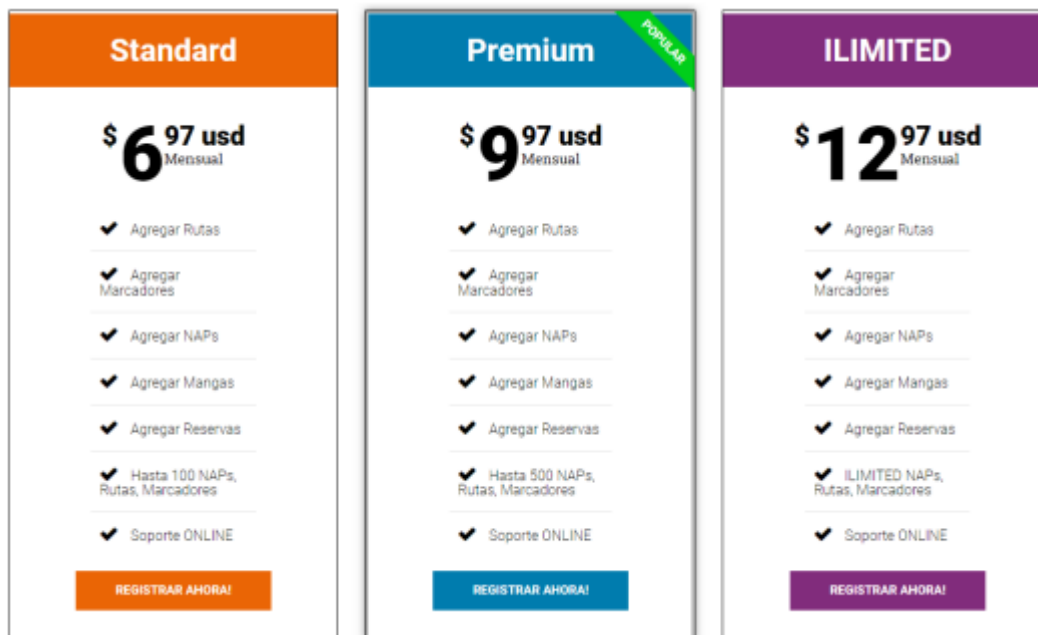 Standard
$6 97 usd
Mensual
Agregar Rutas
Agregar
Marcadores
Agregar NAPs
Agregar Mangas
Agregar Reservas
Hasta 100 NAPs,
Rutas, Marcadores
Soporte ONLINE
REGISTRAR AHORA!
Premium
POPULAR
$9 97 usd
Mensual
Agregar Rutas
Agregar
Marcadores
Agregar NAPs
Agregar Mangas
Agregar Reservas
Hasta 500 NAPs,
Rutas, Marcadores
Soporte ONLINE
REGISTRAR AHORA!
ILIMITED
$12 97 usd
Mensual
Agregar Rutas
Agregar
Marcadores
Agregar NAPs
Agregar Mangas
Agregar Reservas
ILIMITED NAPs,
Rutas, Marcadores
Soporte ONLINE
REGISTRAR AHORA!